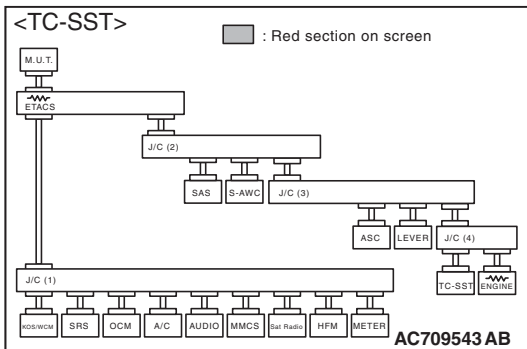 <TC-SST>
: Red section on screen
M.U.T.
ETACS
J/C (2)
SAS
S-AWC
J/C (3)
ASC
LEVER
J/C (4)
TC-SST
ENGINE
J/C (1)
KOS/WCM
SRS
OCM
A/C
AUDIO
MMCS
Sat Radio
HFM
METER
AC709543 AB